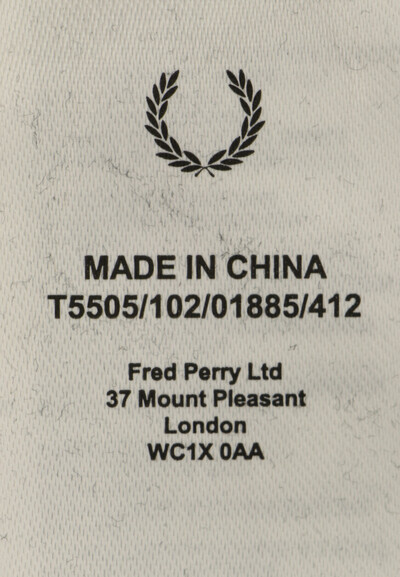 MADE IN CHINA
T5505/102/01885/412
Fred Perry Ltd
37 Mount Pleasant
London
WC1X 0AA